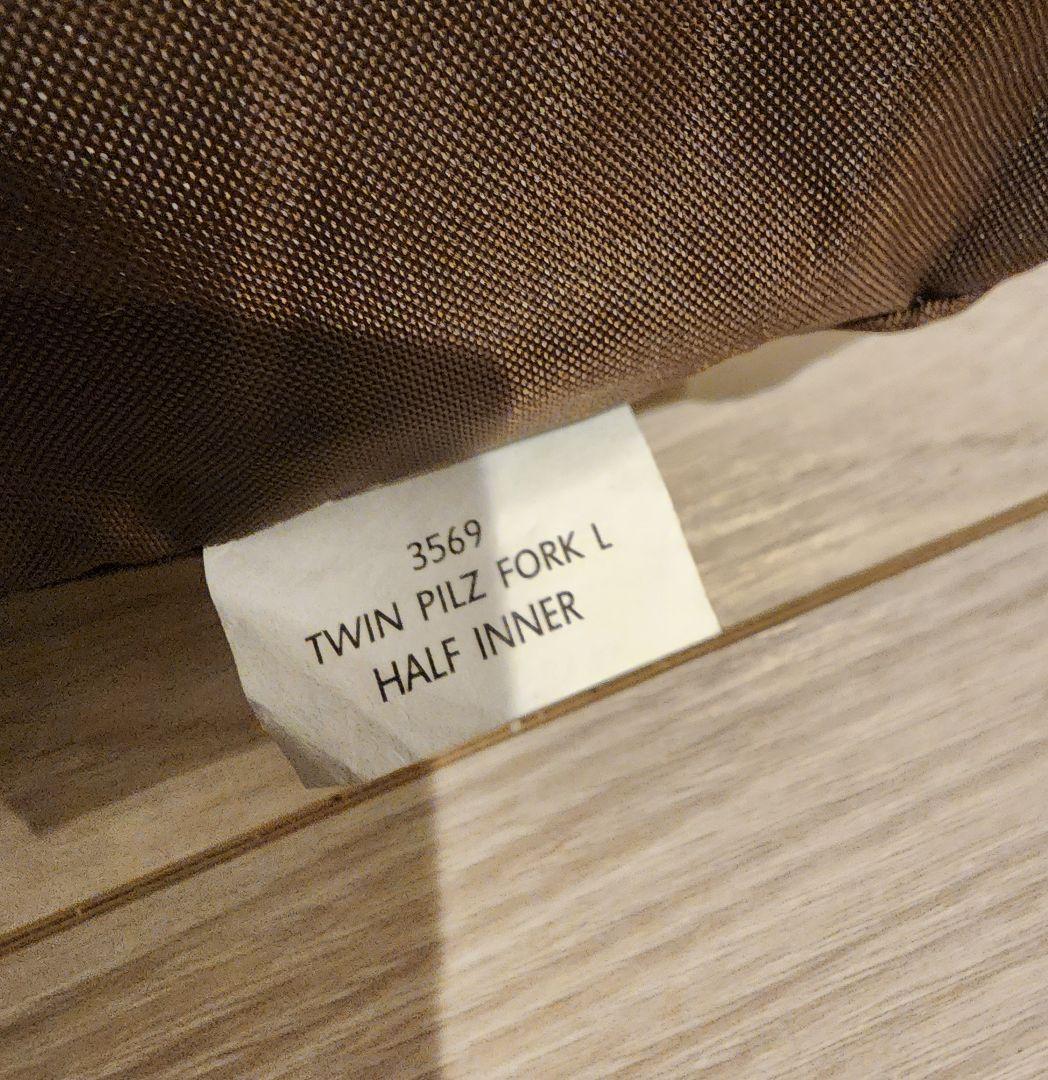 3569
TWIN PILZ FORK L
HALF INNER